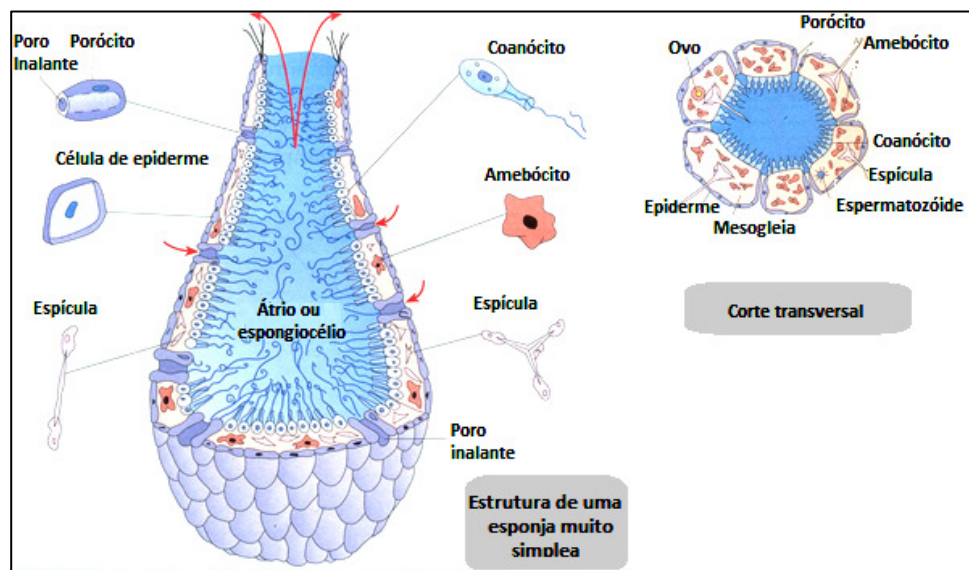 Poro
Inalante
Porócito
Célula de epiderme
Espícula
Átrio ou
espongiocélio
Coanócito
Amebócito
Espícula
Poro
inalante
Estrutura de uma
esponja muito
simplea
Ovo
Porócito
Amebócito
Coanócito
Espícula
Espermatozóide
Epiderme
Mesogleia
Corte transversal